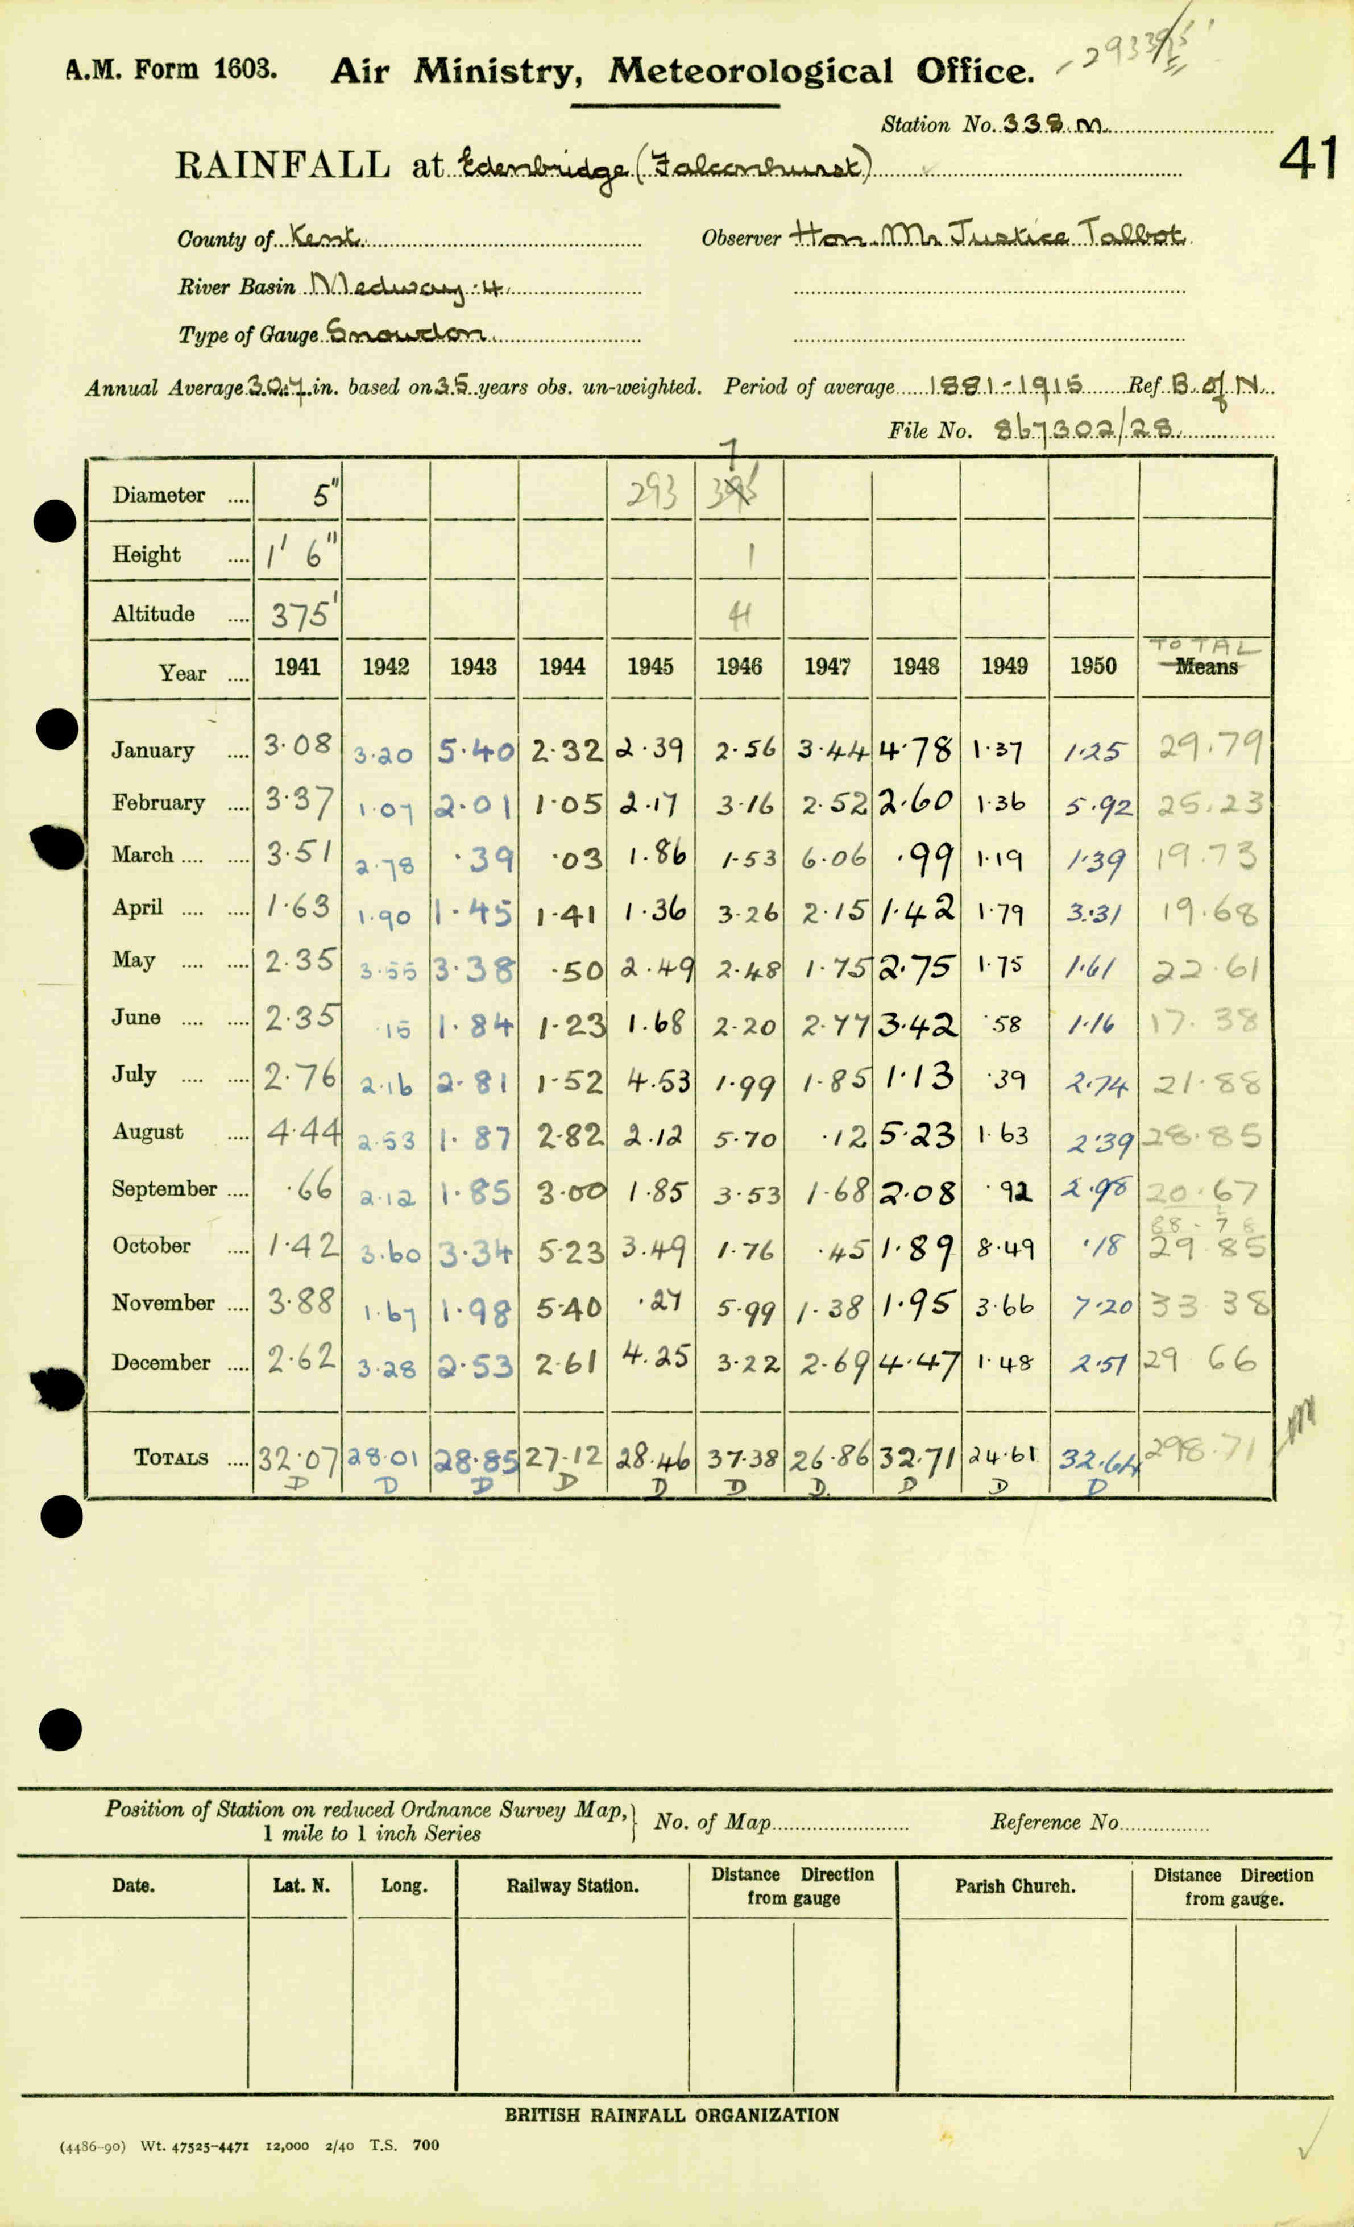 293395
A.M. Form 1603. Air Ministry, Meteorological Office.
Station No. 338 M
41
RAINFALL at Edenbridge (Falconhurst)
County of Kent Observer Hon. Mr Justice Talbot
River Basin Medway .4.
Type of Gauge Snowdon
Annual Average 30.7 in. based on 35 years obs. un-weighted. Period of average 1881-1915 Ref B. of N.
File No. 867302/28.
7
Diameter .... 5" 293 395
Height .... 1' 6" 1
Altitude .... 375' 41
TOTAL
Year .... 1941 1942 1943 1944 1945 1946 1947 1948 1949 1950 Means
January .... 3.08 3.20 5.40 2.32 2.39 2.56 3.44 4.78 1.37 1.25 29.79
February .... 3.37 1.07 2.01 1.05 2.17 3.16 2.52 2.60 1.36 5.92 25.23
March .... .... 3.51 2.78 .39 .03 1.86 1.53 6.06 .99 1.19 1.39 19.73
April .... .... 1.63 1.90 1.45 1.41 1.36 3.26 2.15 1.42 1.79 3.31 19.68
May .... .... 2.35 3.55 3.38 .50 2.49 2.48 1.75 2.75 1.75 1.61 22.61
June .... .... 2.35 .15 1.84 1.23 1.68 2.20 2.77 3.42 .58 1.16 17.38
July .... .... 2.76 2.16 2.81 1.52 4.53 1.99 1.85 1.13 .39 2.74 21.88
August .... 4.44 2.53 1.87 2.82 2.12 5.70 .12 5.23 1.63 2.39 28.85
September .... .66 2.12 1.85 3.00 1.85 3.53 1.68 2.08 .92 2.98 20.67
October .... 1.42 3.60 3.34 5.23 3.49 1.76 .45 1.89 8.49 .18 29.85
November .... 3.88 1.67 1.98 5.40 .27 5.99 1.38 1.95 3.66 7.20 33 38
December .... 2.62 3.28 2.53 2.61 4.25 3.22 2.69 4.47 1.48 2.51 29 66
TOTALS .... 32.07 28.01 28.85 27.12 28.46 37.38 26.86 32.71 24.61 32.64 298.71
D D D D D D D. D D D
Position of Station on reduced Ordnance Survey Map, } No. of Map Reference No.
1 mile to 1 inch Series
Date. Lat. N. Long. Railway Station. Distance Direction from gauge Parish Church. Distance Direction from gauge.
BRITISH RAINFALL ORGANIZATION
(4486-90) Wt. 47525-4471 12,000 2/40 T.S. 700